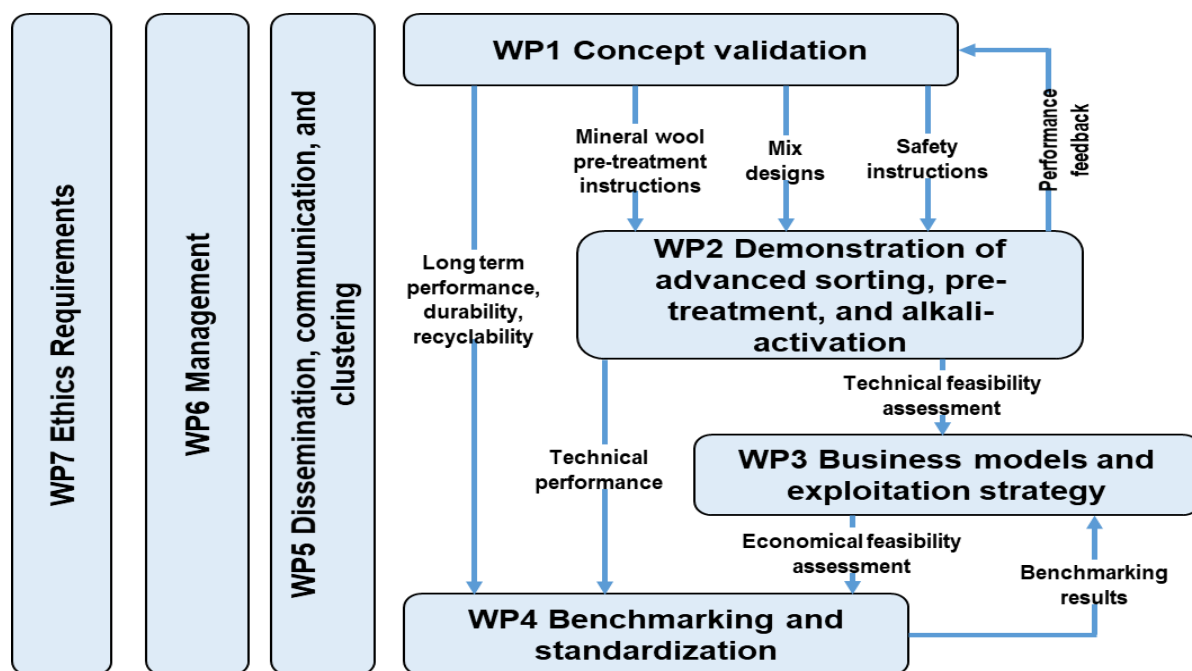 WP7 Ethics Requirements
WP6 Management
WP5 Dissemination, communication, and
clustering
WP1 Concept validation
Mineral wool
pre-treatment
instructions
Mix
designs
Safety
instructions
Performance
feedback
WP2 Demonstration of
advanced sorting, pre-
treatment, and alkali-
activation
Long term
performance,
durability,
recyclability
Technical feasibility
assessment
WP3 Business models and
exploitation strategy
Technical
performance
Economical feasibility
assessment
Benchmarking
results
WP4 Benchmarking and
standardization